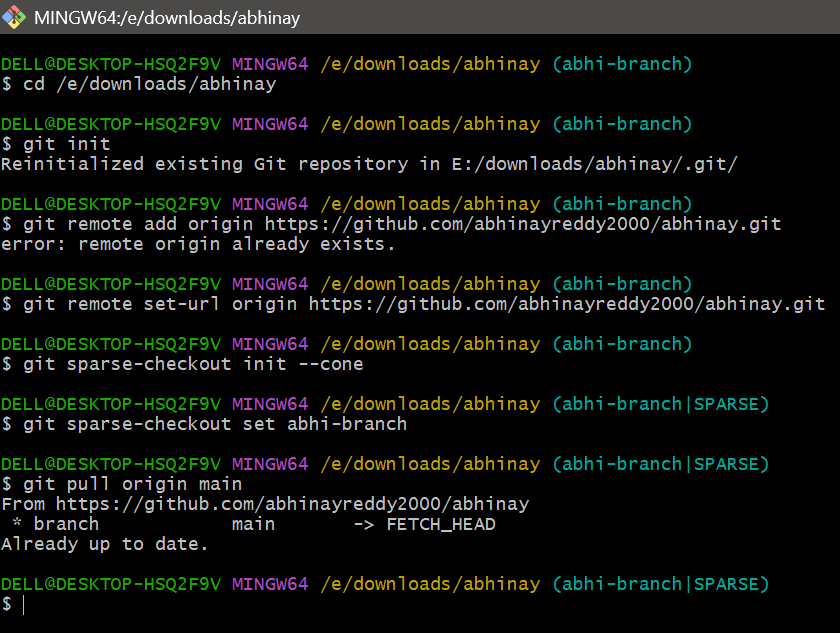 MINGW64:/e/downloads/abhinay
DELL@DESKTOP-HSQ2F9V MINGW64 /e/downloads/abhinay (abhi-branch)
$ cd /e/downloads/abhinay
DELL@DESKTOP-HSQ2F9V MINGW64 /e/downloads/abhinay (abhi-branch)
$ git init
Reinitialized existing Git repository in E:/downloads/abhinay/.git/
DELL@DESKTOP-HSQ2F9V MINGW64 /e/downloads/abhinay (abhi-branch)
$ git remote add origin https://github.com/abhinayreddy2000/abhinay.git
error: remote origin already exists.
DELL@DESKTOP-HSQ2F9V MINGW64 /e/downloads/abhinay (abhi-branch)
$ git remote set-url origin https://github.com/abhinayreddy2000/abhinay.git
DELL@DESKTOP-HSQ2F9V MINGW64 /e/downloads/abhinay (abhi-branch)
$ git sparse-checkout init --cone
DELL@DESKTOP-HSQ2F9V MINGW64 /e/downloads/abhinay (abhi-branch|SPARSE)
$ git sparse-checkout set abhi-branch
DELL@DESKTOP-HSQ2F9V MINGW64 /e/downloads/abhinay (abhi-branch|SPARSE)
$ git pull origin main
From https://github.com/abhinayreddy2000/abhinay
 * branch            main       -> FETCH_HEAD
Already up to date.
DELL@DESKTOP-HSQ2F9V MINGW64 /e/downloads/abhinay (abhi-branch|SPARSE)
$